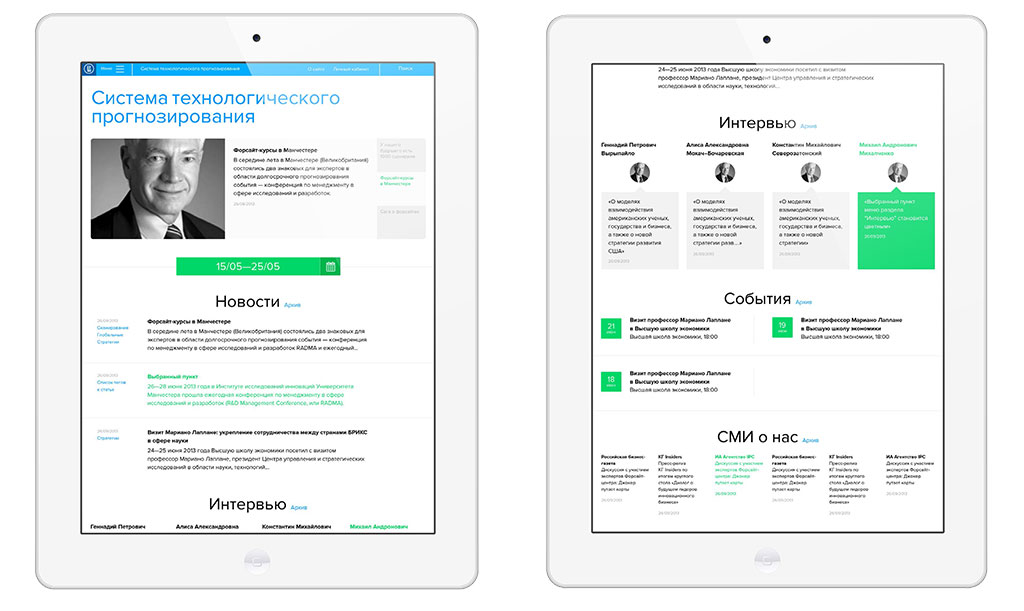 Меню
Система технологического прогнозирования
О сайте
Личный кабинет
Поиск
Система технологического
прогнозирования
Форсайт-курсы в Манчестере
В середине лета в Манчестере (Великобритания)
состоялись два знаковых для экспертов в
области долгосрочного прогнозирования
события — конференция по менеджменту в
сфере исследований и разработок.
26/09/2013
Форсайт-курсы
в Манчестере
Сила в форсайте
15/05—25/05
Новости Архив
26/09/2013
Сканирование
Глобальные
Стратегии
Форсайт-курсы в Манчестере
В середине лета в Манчестере (Великобритании) состоялись два знаковых для
экспертов в области долгосрочного прогнозирования события — конференция
по менеджменту в сфере исследований и разработок RADMA и ежегодный...
26/09/2013
Список тегов
к статье
Выбранный пункт
26—28 июня 2013 года в Институте исследований инноваций Университета
Манчестера прошла ежегодная конференция по менеджменту в сфере
исследований и разработок (R&D Management Conference, или RADMA).
26/09/2013
Стратегии
Визит Мариано Лаплане: укрепление сотрудничества между странами БРИКС
в сфере науки
24—25 июня 2013 года Высшую школу экономики посетил с визитом
профессор Мариано Лаплане, президент Центра управления и стратегических
исследований в области науки, технологий...
Интервью Архив
Геннадий Петрович
Алиса Александровна
Константин Михайлович
Михаил Андронович
24—25 июня 2013 года Высшую школу экономики посетил с визитом
профессор Мариано Лаплане, президент Центра управления и стратегических
исследований в области науки, технологий...
Интервью Архив
Геннадий Петрович
Вырыпайло
«О моделях
взаимодействия
американских ученых,
государства и бизнеса,
а также о новой
стратегии развития
США»
26/09/2013
Алиса Александровна
Мокач-Бочаревская
«О моделях
взаимодействия
американских ученых,
государства и бизнеса,
а также о новой
стратегии разв...»
26/09/2013
Константин Михайлович
Северозатонский
«О моделях
взаимодействия
американских ученых,
государства и бизнеса,
а также о новой
стратегии»
26/09/2013
Михаил Андронович
Михалченко
«Выбранный пункт
меню раздела
"Интервью" становится
цветным»
26/09/2013
События Архив
21
июня
Визит профессор Мариано Лаплане
в Высшую школу экономики
Высшая школа экономики, 18:00
19
июня
Визит профессор Мариано Лаплане
в Высшую школу экономики
Высшая школа экономики, 18:00
18
июня
Визит профессор Мариано Лаплане
в Высшую школу экономики
Высшая школа экономики, 18:00
СМИ о нас Архив
Российская бизнес-
газета
Дискуссия с участием
экспертов Форсайт-
центра: Джокер
путает карты
26/09/2013
КГ Insiders
Пресс-релиз
КГ Insiders по
итогам круглого
стола «Диалог о
будущем лидеров
инновационного
бизнеса»
26/09/2013
ИА Агентство IPC
Дискуссия с участием
экспертов Форсайт-
центра: Джокер
путает карты
26/09/2013
Российская бизнес-
газета
Дискуссия с участием
экспертов Форсайт-
центра: Джокер
путает карты
26/09/2013
КГ Insiders
Пресс-релиз
КГ Insiders по
итогам круглого
стола «Диалог о
будущем лидеров
инновационного
бизнеса»
26/09/2013
ИА Агентство IPC
Дискуссия с участием
экспертов Форсайт-
центра: Джокер
путает карты
26/09/2013